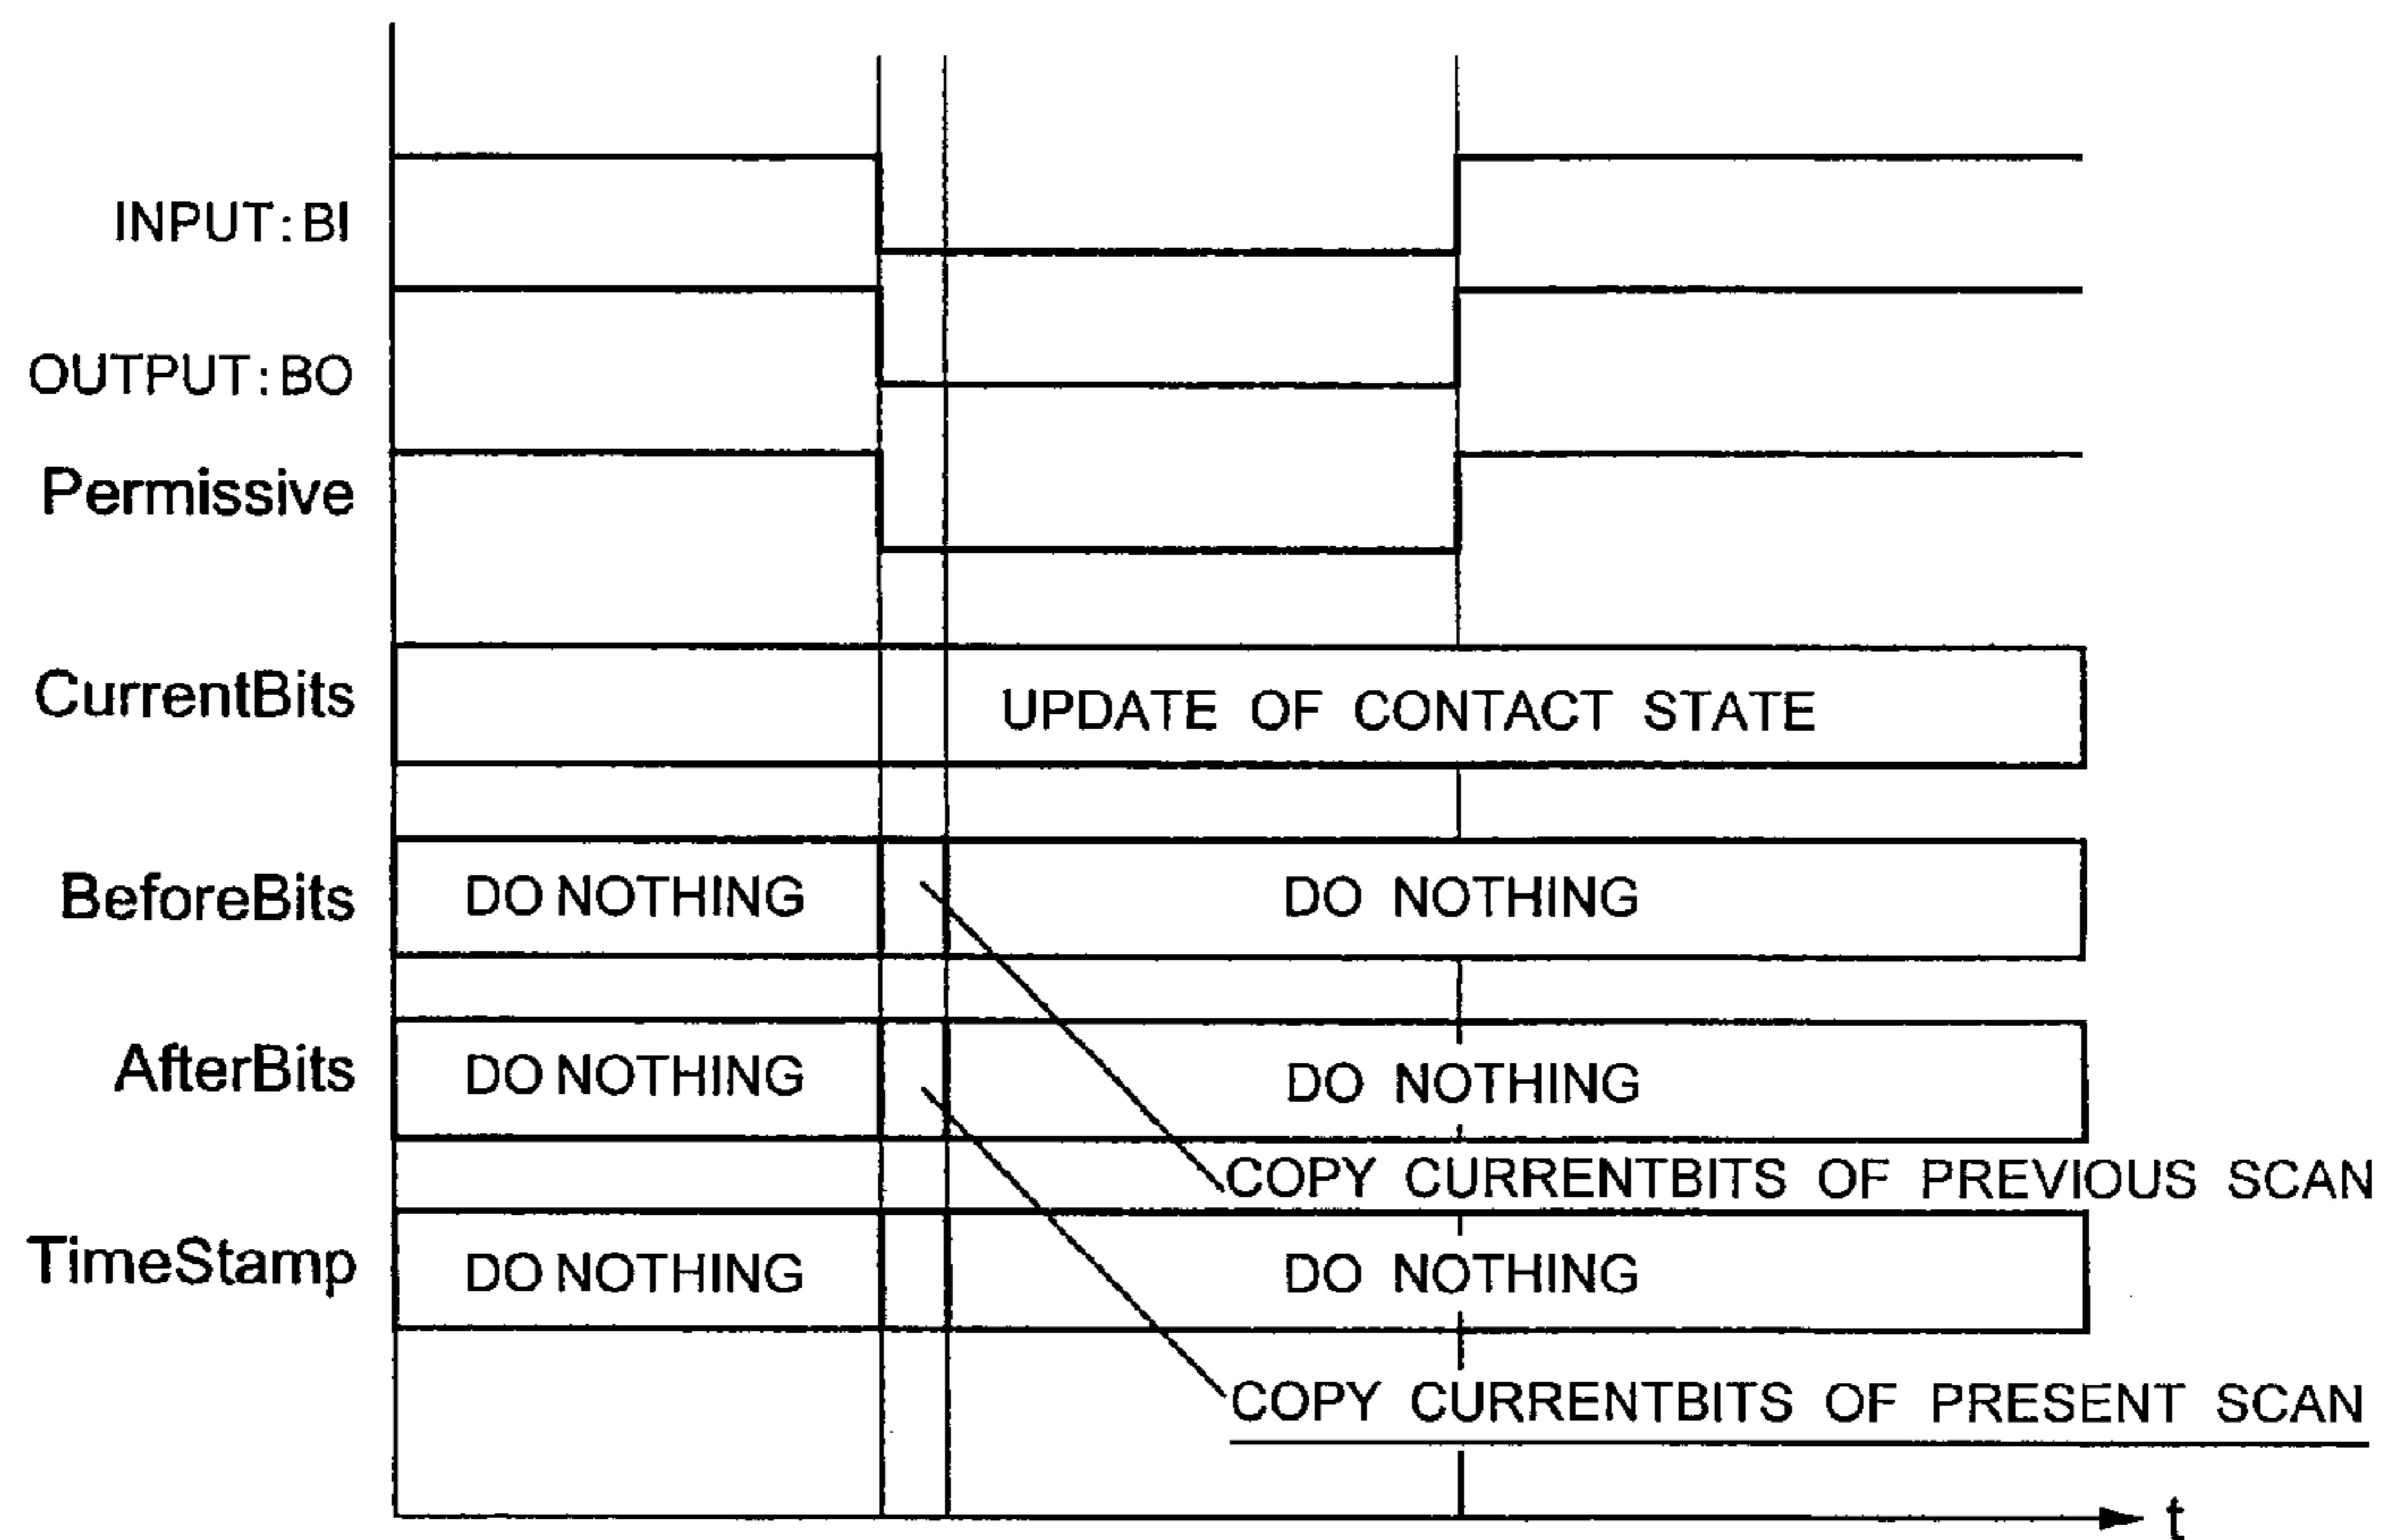 INPUT:BI
OUTPUT:BO
Permissive
CurrentBits
UPDATE OF CONTACT STATE
BeforeBits
DO NOTHING
DO NOTHING
AfterBits
DO NOTHING
DO NOTHING
COPY CURRENTBITS OF PREVIOUS SCAN
TimeStamp
DO NOTHING
DO NOTHING
COPY CURRENTBITS OF PRESENT SCAN
t